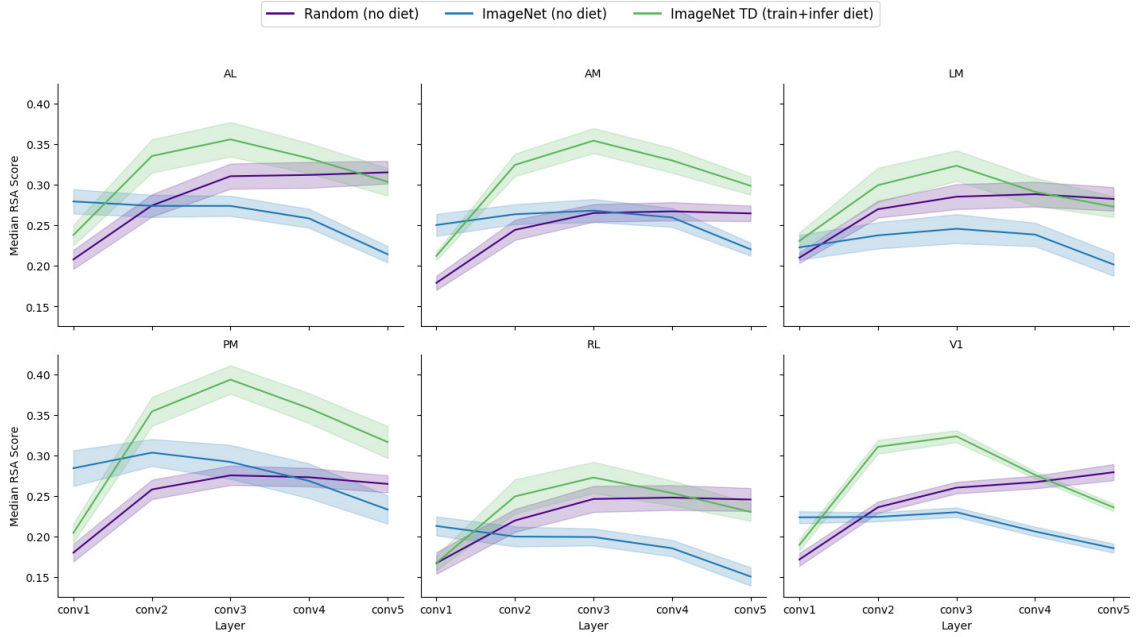 Random (no diet) ImageNet (no diet) ImageNet TD (train+infer diet)
AL AM LM
Median RSA Score
0.40
0.35
0.30
0.25
0.20
0.15
PM RL V1
Median RSA Score
0.40
0.35
0.30
0.25
0.20
0.15
conv1 conv2 conv3 conv4 conv5 conv1 conv2 conv3 conv4 conv5 conv1 conv2 conv3 conv4 conv5
Layer Layer Layer